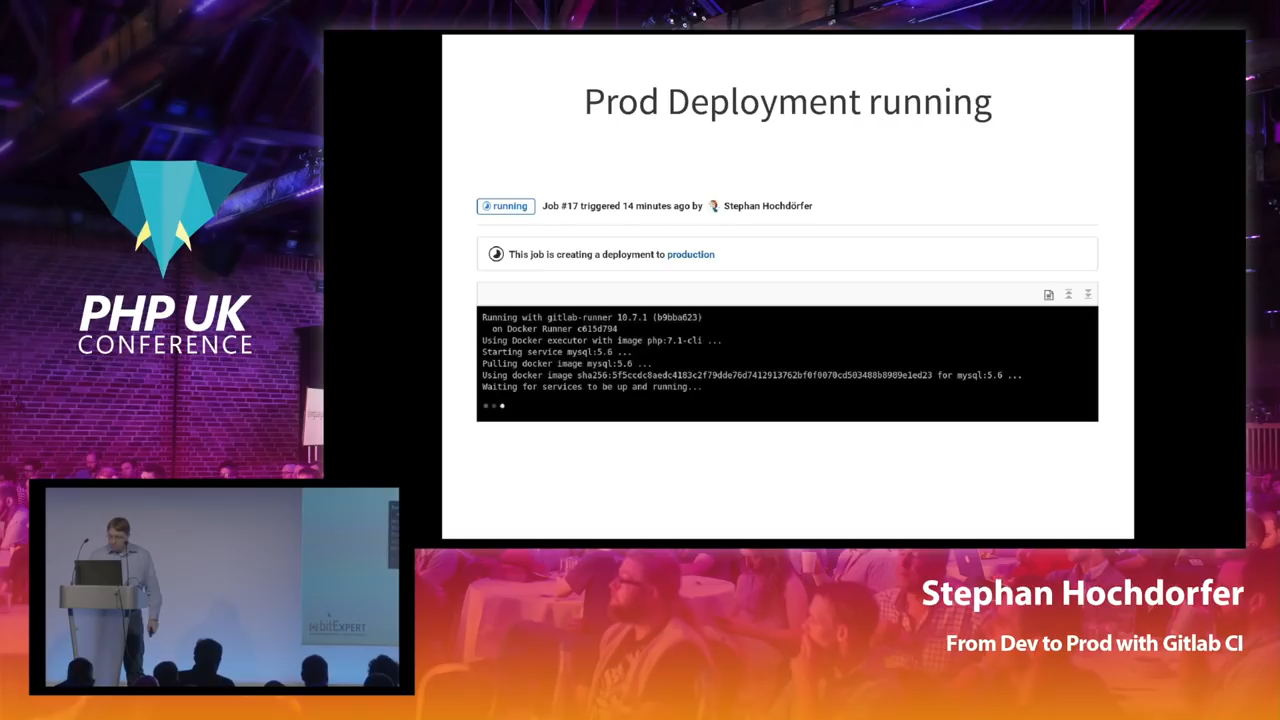 Prod Deployment running
running
Job #17 triggered 14 minutes ago by Stephan Hochdörfer
This job is creating a deployment to production
Running with gitlab-runner 10.7.1 (b9bba623)
on Docker Runner c615d794
Using Docker executor with image php:7.1-cli ...
Starting service mysql:5.6 ...
Pulling docker image mysql:5.6 ...
Using docker image sha256:5f5ccdc8aedc4183c2f79dde76d7412913762bf0f0070cd503488b8989e1ed23 for mysql:5.6 ...
Waiting for services to be up and running...
PHP UK
CONFERENCE
bitExpert
Stephan Hochdorfer
From Dev to Prod with Gitlab CI